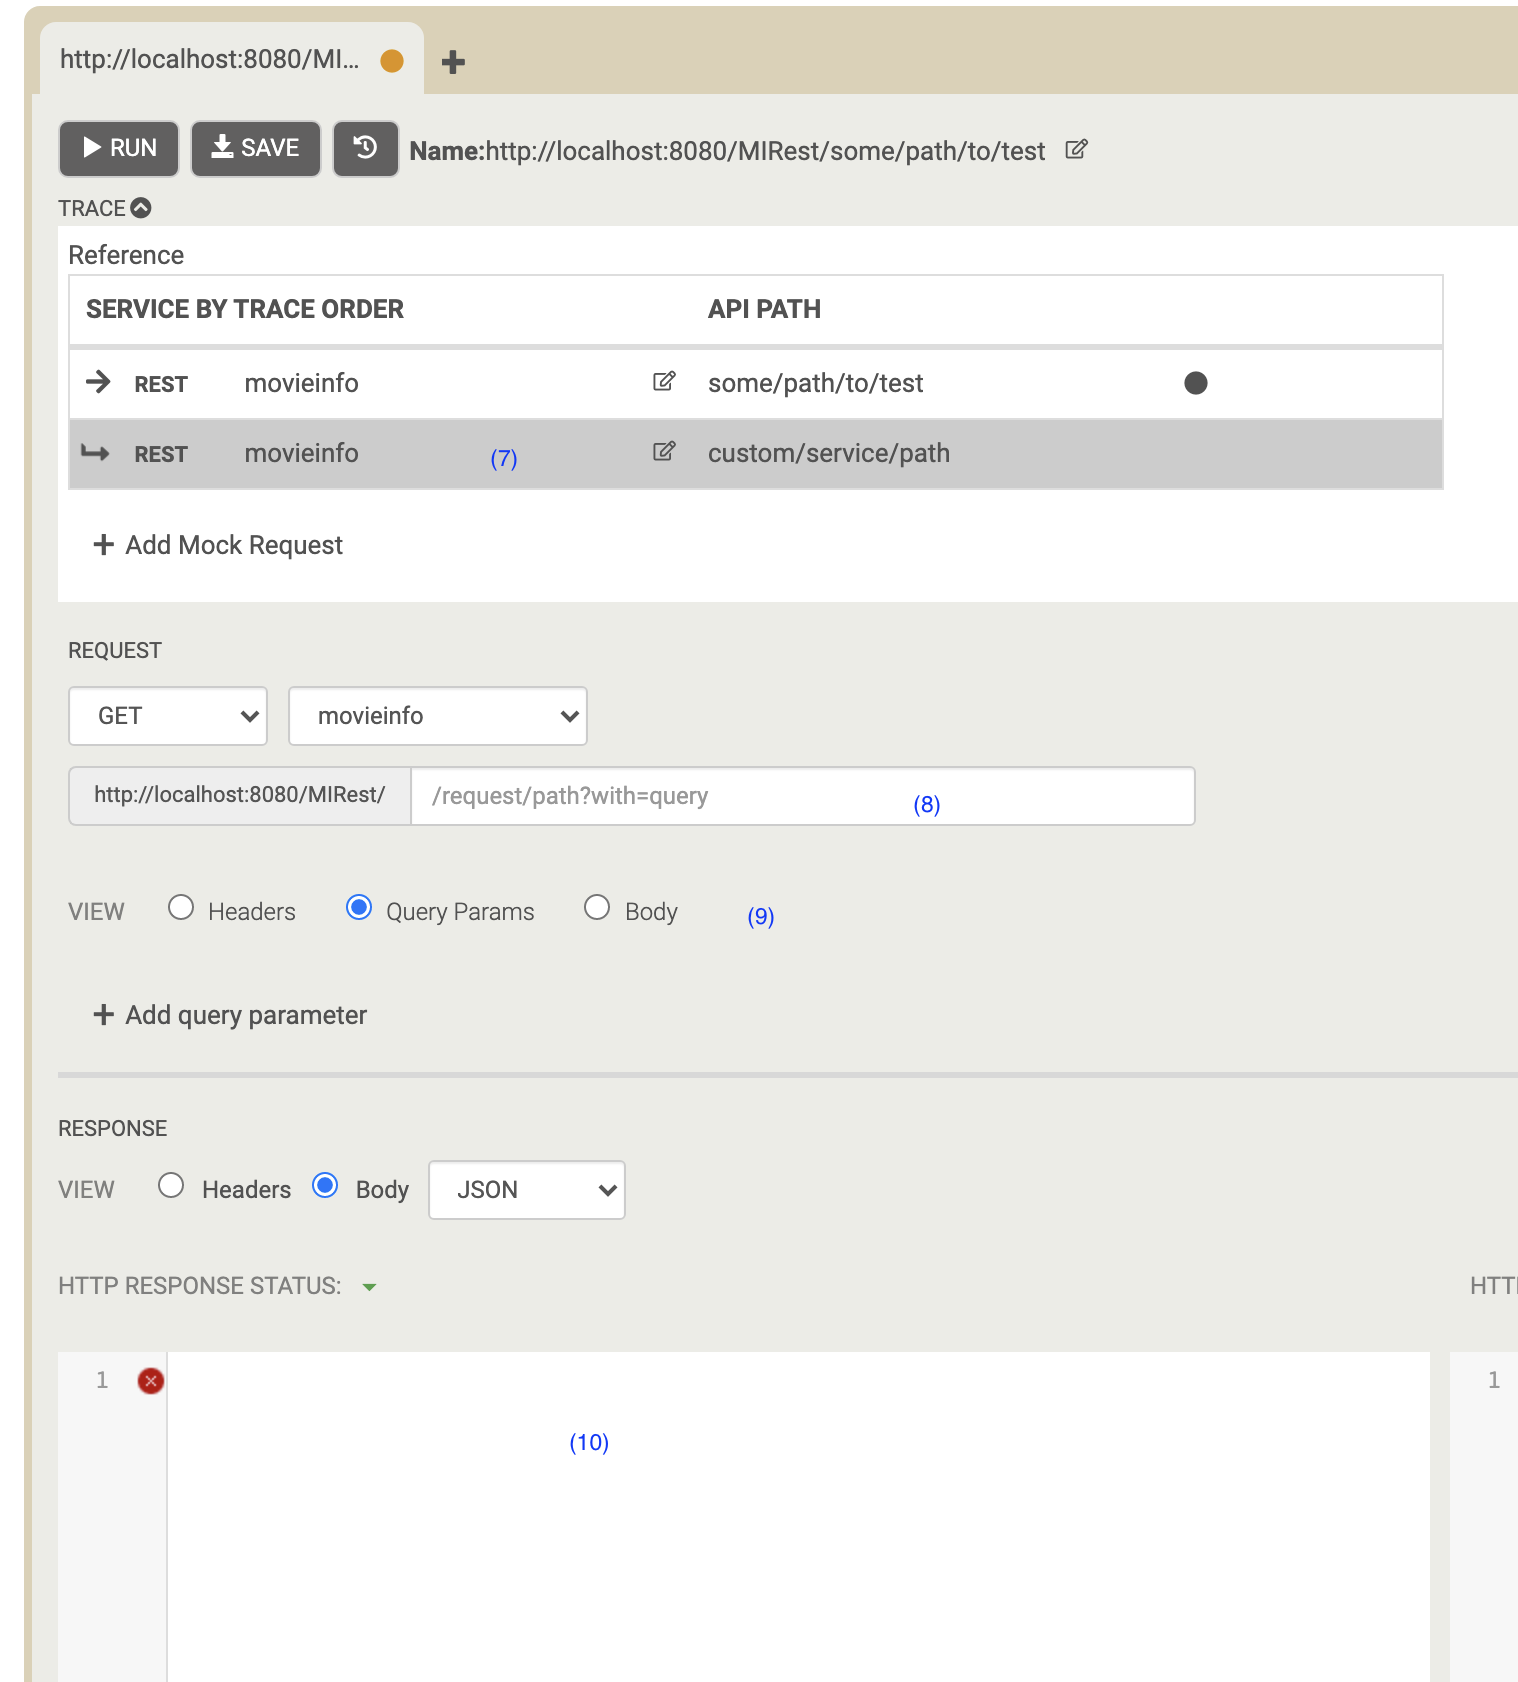 http://localhost:8080/MI...
RUN SAVE Name:http://localhost:8080/MIRest/some/path/to/test
TRACE
Reference
SERVICE BY TRACE ORDER API PATH
REST movieinfo some/path/to/test
REST movieinfo (7) custom/service/path
+ Add Mock Request
REQUEST
GET movieinfo
http://localhost:8080/MIRest/ /request/path?with=query (8)
VIEW Headers Query Params Body (9)
+ Add query parameter
RESPONSE
VIEW Headers Body JSON
HTTP RESPONSE STATUS: HTT
1 1
(10)